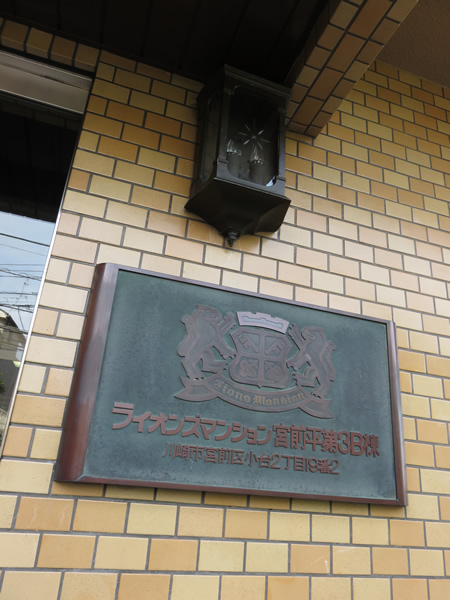 Lions Mansion
ライオンズマンション宮前平第3B棟
川崎市宮前区小台2丁目19番2